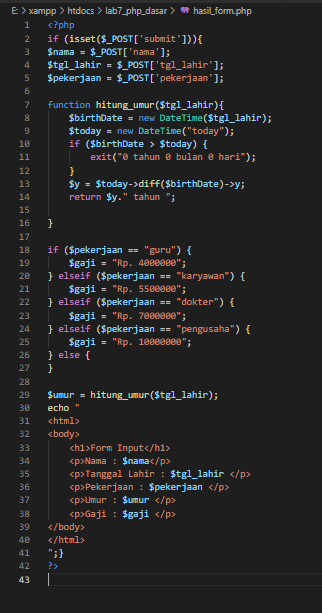 E: > xampp > htdocs > lab7_php_dasar > hasil_form.php
1 <?php
2 if (isset($_POST['submit'])){
3 $nama = $_POST['nama'];
4 $tgl_lahir = $_POST['tgl_lahir'];
5 $pekerjaan = $_POST['pekerjaan'];
6
7 function hitung_umur($tgl_lahir){
8     $birthDate = new DateTime($tgl_lahir);
9     $today = new DateTime("today");
10     if ($birthDate > $today) {
11         exit("0 tahun 0 bulan 0 hari");
12     }
13     $y = $today->diff($birthDate)->y;
14     return $y." tahun ";
15
16 }
17
18 if ($pekerjaan == "guru") {
19     $gaji = "Rp. 4000000";
20 } elseif ($pekerjaan == "karyawan") {
21     $gaji = "Rp. 5500000";
22 } elseif ($pekerjaan == "dokter") {
23     $gaji = "Rp. 7000000";
24 } elseif ($pekerjaan == "pengusaha") {
25     $gaji = "Rp. 10000000";
26 } else {
27 }
28
29 $umur = hitung_umur($tgl_lahir);
30 echo "
31 <html>
32 <body>
33     <h1>Form Input</h1>
34     <p>Nama : $nama</p>
35     <p>Tanggal Lahir : $tgl_lahir </p>
36     <p>Pekerjaan : $pekerjaan </p>
37     <p>Umur : $umur </p>
38     <p>Gaji : $gaji </p>
39 </body>
40 </html>
41 ";}
42 ?>
43